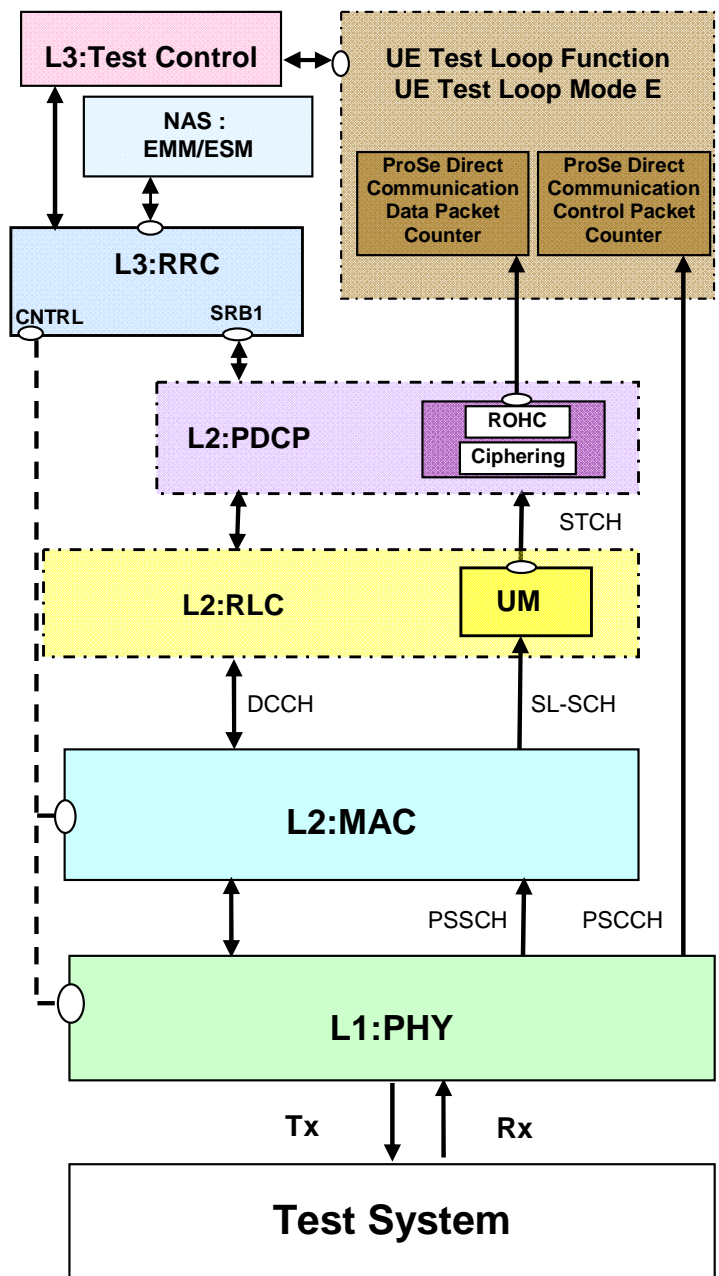 L3:Test Control
UE Test Loop Function
UE Test Loop Mode E
NAS :
EMM/ESM
ProSe Direct
Communication
Data Packet
Counter
ProSe Direct
Communication
Control Packet
Counter
L3:RRC
CNTRL
SRB1
L2:PDCP
ROHC
Ciphering
STCH
L2:RLC
UM
DCCH
SL-SCH
L2:MAC
PSSCH
PSCCH
L1:PHY
Tx
Rx
Test System